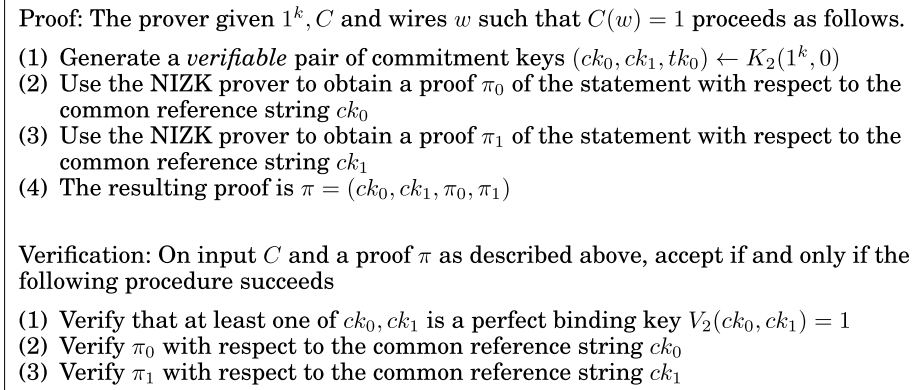 Proof: The prover given 1^k, C and wires w such that C(w) = 1 proceeds as follows.
(1) Generate a verifiable pair of commitment keys (ck_0, ck_1, tk_0) ← K_2(1^k, 0)
(2) Use the NIZK prover to obtain a proof π_0 of the statement with respect to the
common reference string ck_0
(3) Use the NIZK prover to obtain a proof π_1 of the statement with respect to the
common reference string ck_1
(4) The resulting proof is π = (ck_0, ck_1, π_0, π_1)
Verification: On input C and a proof π as described above, accept if and only if the
following procedure succeeds
(1) Verify that at least one of ck_0, ck_1 is a perfect binding key V_2(ck_0, ck_1) = 1
(2) Verify π_0 with respect to the common reference string ck_0
(3) Verify π_1 with respect to the common reference string ck_1